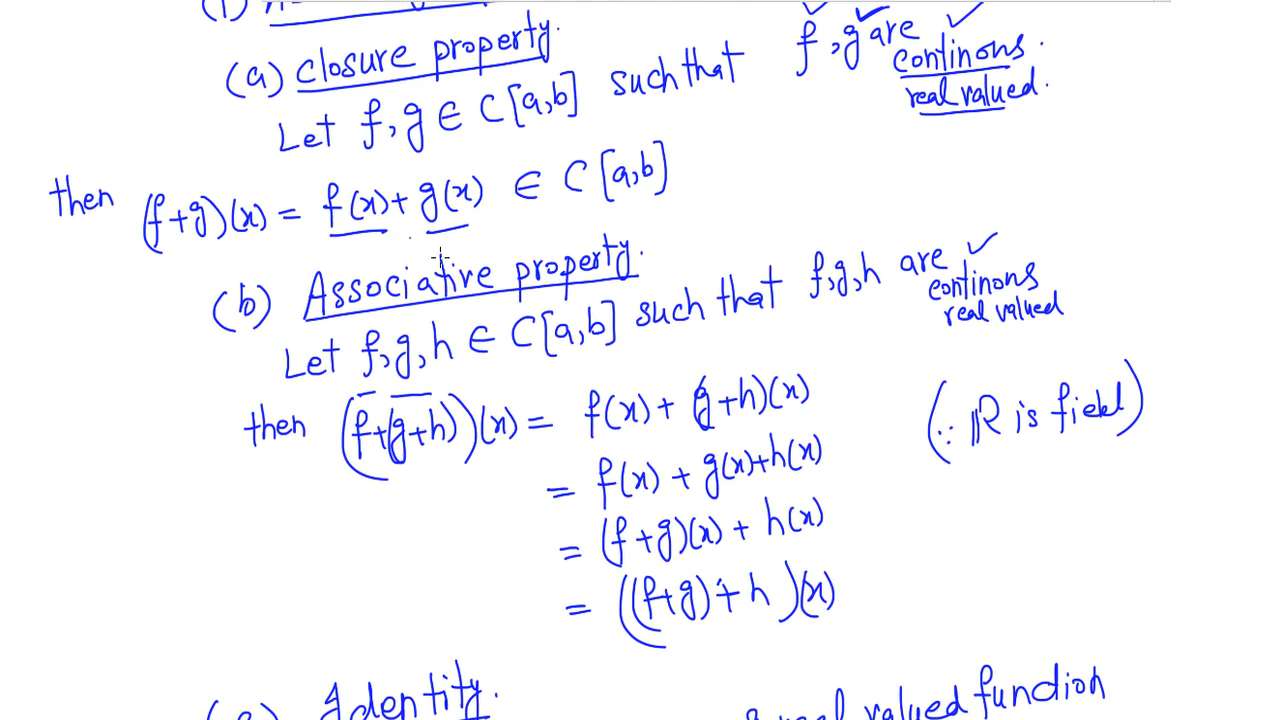 (1)
(a) closure property.
Let f, g ∈ C[a,b] such that f, g are continous.
real valued.
then (f+g)(x) = f(x) + g(x) ∈ C[a,b]
(b) Associative property.
Let f, g, h ∈ C[a,b] such that f, g, h are continous
real valued
then (f+(g+h))(x) = f(x) + (g+h)(x) (∵ R is field)
= f(x) + g(x)+h(x)
= (f+g)(x) + h(x)
= ((f+g)+h)(x)
Identity.
real valued function